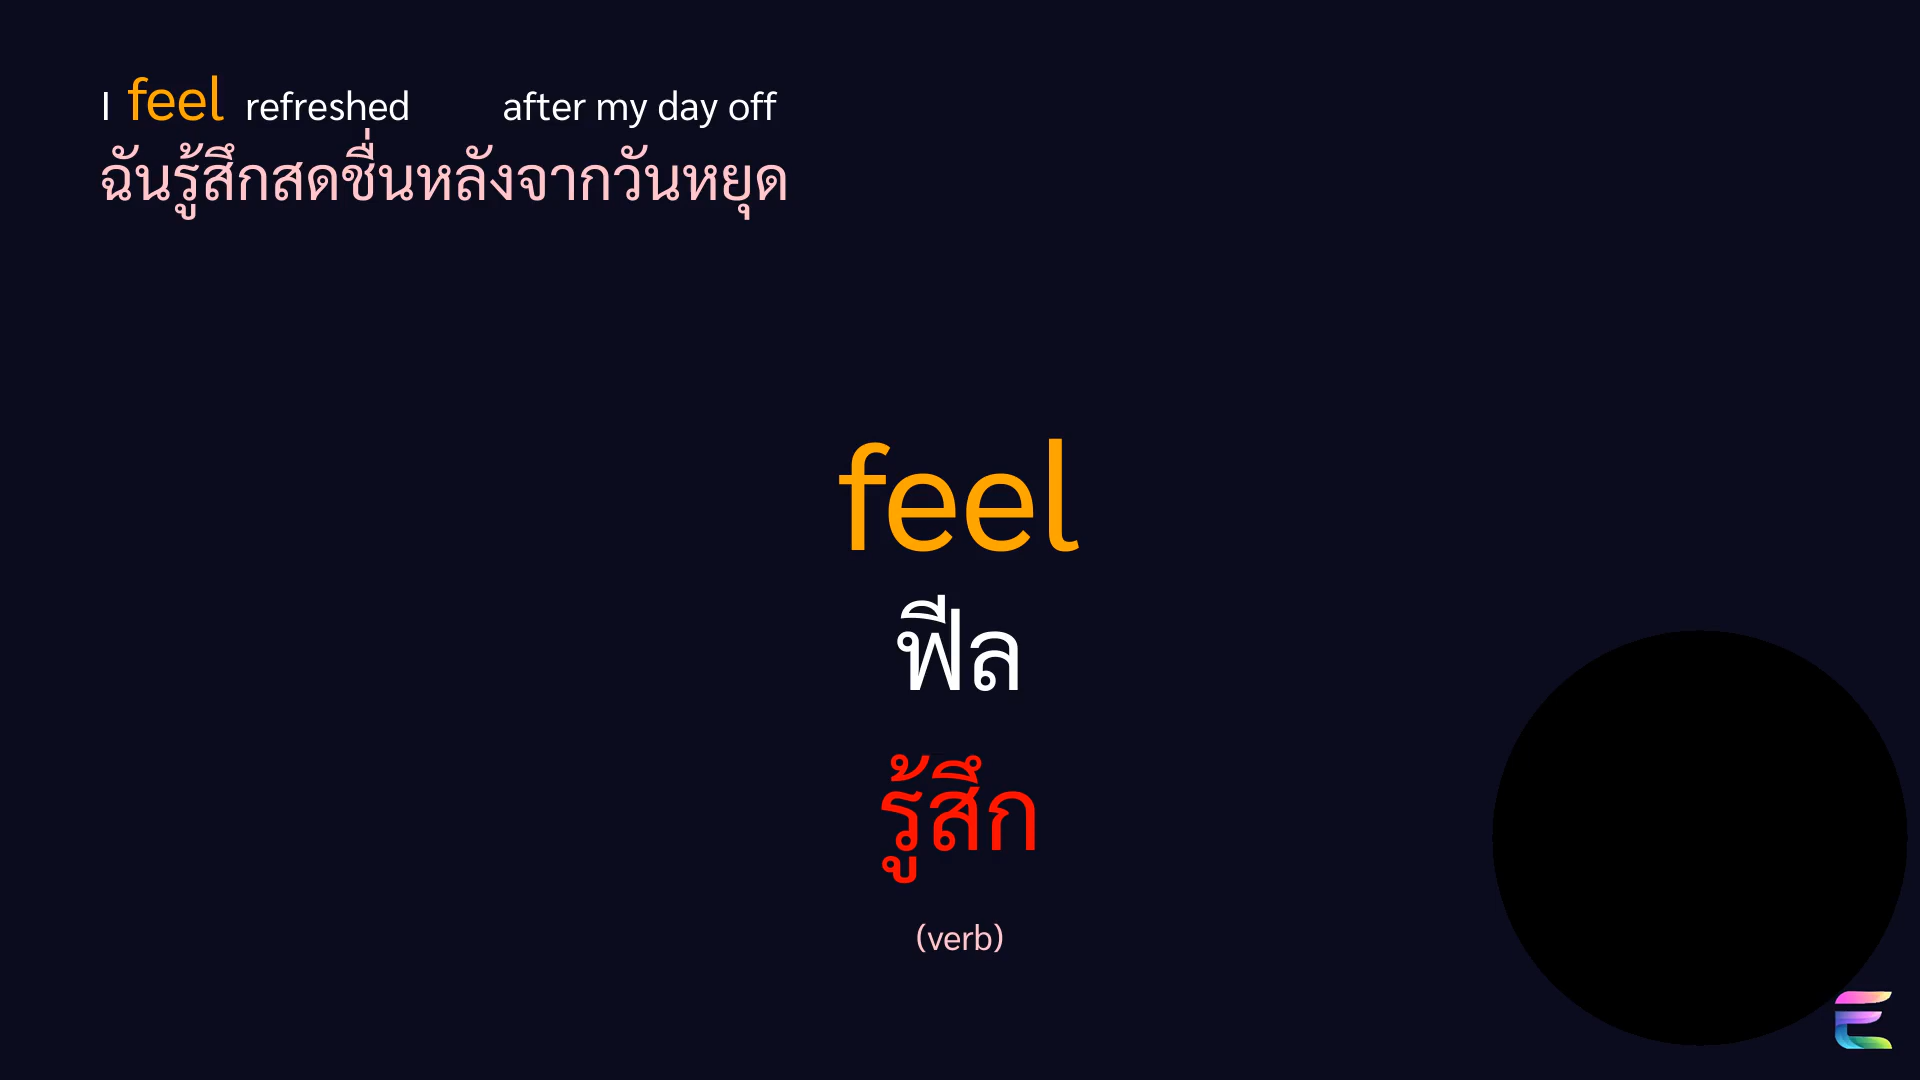 I feel refreshed after my day off
ฉันรู้สึกสดชื่นหลังจากวันหยุด
feel
ฟีล
รู้สึก
(verb)